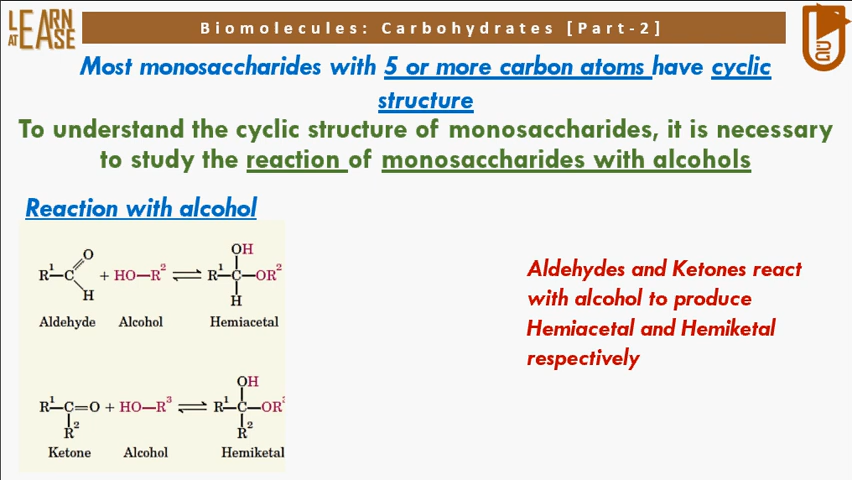 LEARN
AT EASE
Biomolecules: Carbohydrates [Part-2]
Most monosaccharides with 5 or more carbon atoms have cyclic
structure
To understand the cyclic structure of monosaccharides, it is necessary
to study the reaction of monosaccharides with alcohols
Reaction with alcohol
O
R¹—C + HO—R² ⇌ R¹—C—OR²
OH
H
H
Aldehyde Alcohol Hemiacetal
OH
R¹—C=O + HO—R³ ⇌ R¹—C—OR³
R² R²
Ketone Alcohol Hemiketal
Aldehydes and Ketones react
with alcohol to produce
Hemiacetal and Hemiketal
respectively